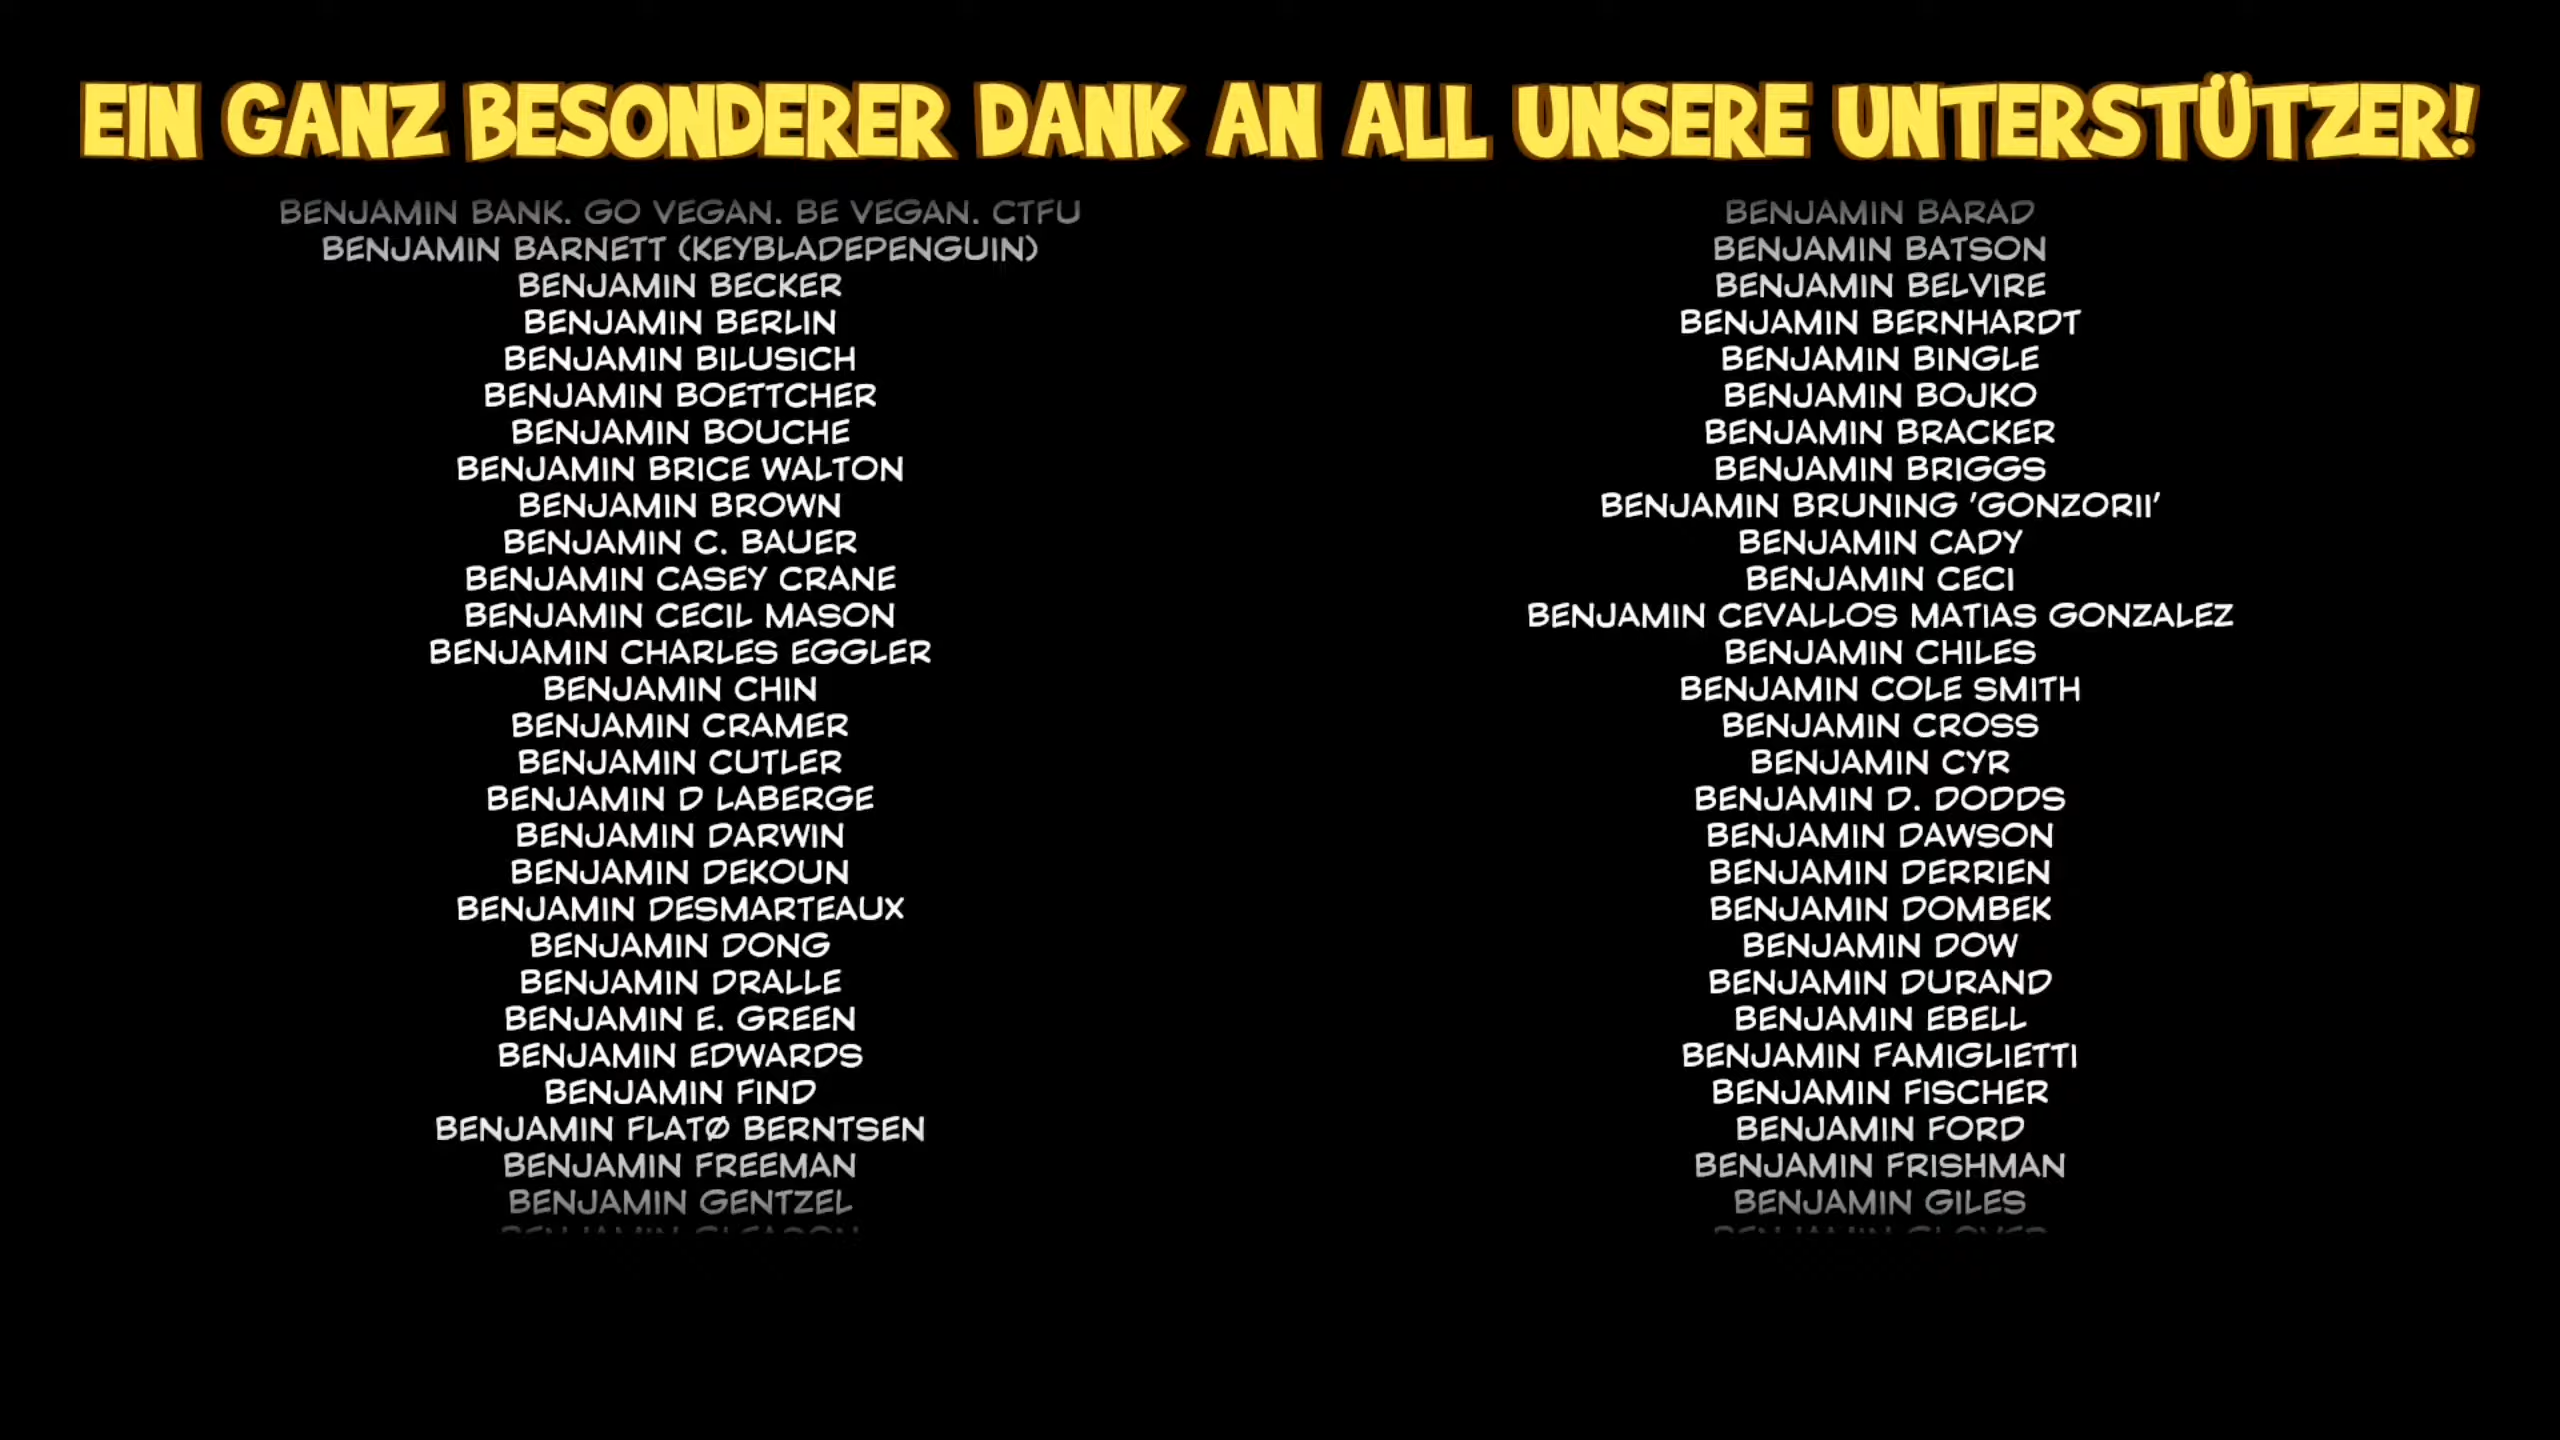 EIN GANZ BESONDERER DANK AN ALL UNSERE UNTERSTÜTZER!
BENJAMIN BANK. GO VEGAN. BE VEGAN. CTFU
BENJAMIN BARAD
BENJAMIN BARNETT (KEYBLADEPENGUIN)
BENJAMIN BATSON
BENJAMIN BECKER
BENJAMIN BELVIRE
BENJAMIN BERLIN
BENJAMIN BERNHARDT
BENJAMIN BILUSICH
BENJAMIN BINGLE
BENJAMIN BOETTCHER
BENJAMIN BOJKO
BENJAMIN BOUCHE
BENJAMIN BRACKER
BENJAMIN BRICE WALTON
BENJAMIN BRIGGS
BENJAMIN BROWN
BENJAMIN BRUNING 'GONZORII'
BENJAMIN C. BAUER
BENJAMIN CADY
BENJAMIN CASEY CRANE
BENJAMIN CECI
BENJAMIN CECIL MASON
BENJAMIN CEVALLOS MATIAS GONZALEZ
BENJAMIN CHARLES EGGLER
BENJAMIN CHILES
BENJAMIN CHIN
BENJAMIN COLE SMITH
BENJAMIN CRAMER
BENJAMIN CROSS
BENJAMIN CUTLER
BENJAMIN CYR
BENJAMIN D LABERGE
BENJAMIN D. DODDS
BENJAMIN DARWIN
BENJAMIN DAWSON
BENJAMIN DEKOUN
BENJAMIN DERRIEN
BENJAMIN DESMARTEAUX
BENJAMIN DOMBEK
BENJAMIN DONG
BENJAMIN DOW
BENJAMIN DRALLE
BENJAMIN DURAND
BENJAMIN E. GREEN
BENJAMIN EBELL
BENJAMIN EDWARDS
BENJAMIN FAMIGLIETTI
BENJAMIN FIND
BENJAMIN FISCHER
BENJAMIN FLATØ BERNTSEN
BENJAMIN FORD
BENJAMIN FREEMAN
BENJAMIN FRISHMAN
BENJAMIN GENTZEL
BENJAMIN GILES